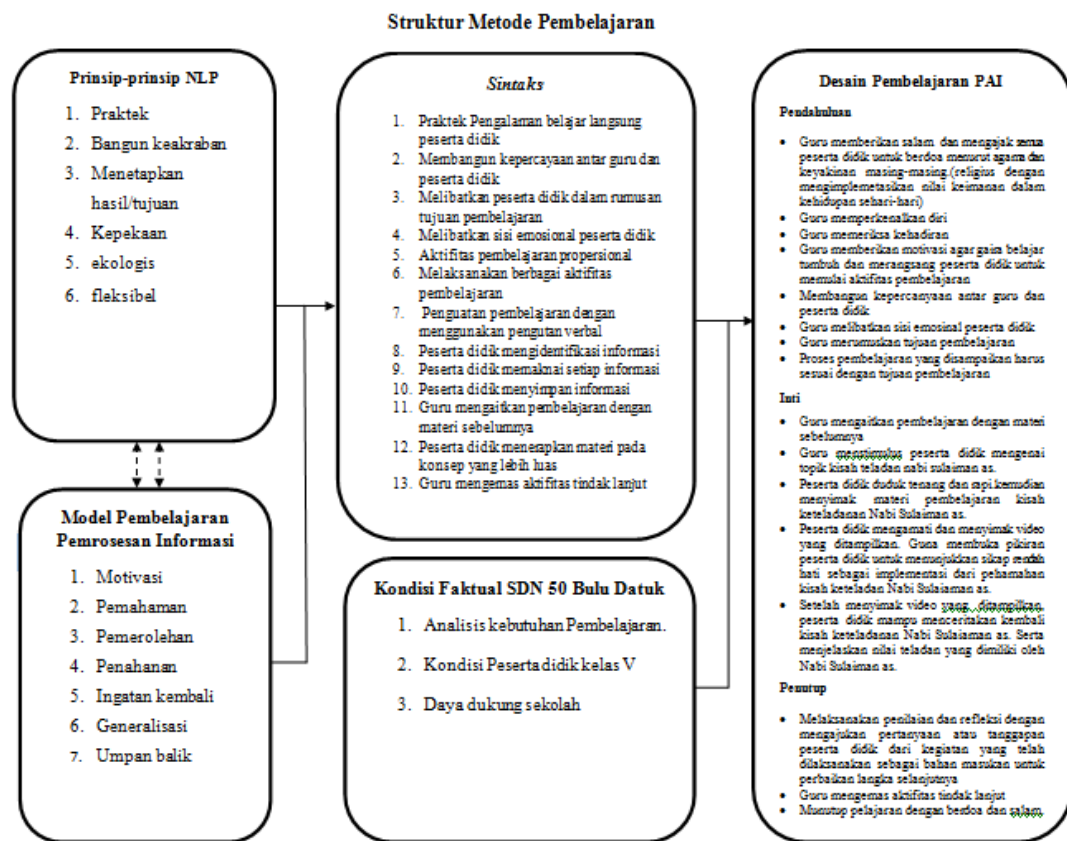 Struktur Metode Pembelajaran
Prinsip-prinsip NLP
1. Praktek
2. Bangun keakraban
3. Menetapkan
hasil/tujuan
4. Kepekaan
5. ekologis
6. fleksibel
Model Pembelajaran
Pemrosesan Informasi
1. Motivasi
2. Pemahaman
3. Pemerolehan
4. Penahanan
5. Ingatan kembali
6. Generalisasi
7. Umpan balik
Sintaks
1. Praktek Pengalaman belajar langsung
peserta didik
2. Membangun kepercayaan antar guru dan
peserta didik
3. Melibatkan peserta didik dalam rumusan
tujuan pembelajaran
4. Melibatkan sisi emosional peserta didik
5. Aktifitas pembelajaran propersional
6. Melaksanakan berbagai aktifitas
pembelajaran
7. Penguatan pembelajaran dengan
menggunakan pengutan verbal
8. Peserta didik mengidentifikasi informasi
9. Peserta didik memaknai setiap informasi
10. Peserta didik menyimpan informasi
11. Guru mengaitkan pembelajaran dengan
materi sebelumnya
12. Peserta didik menerapkan materi pada
konsep yang lebih luas
13. Guru mengemas aktifitas tindak lanjut
Kondisi Faktual SDN 50 Bulu Datuk
1. Analisis kebutuhan Pembelajaran.
2. Kondisi Peserta didik kelas V
3. Daya dukung sekolah
Desain Pembelajaran PAI
Pendahuluan
• Guru memberikan salam dan mengajak semua
peserta didik untuk berdoa menurut agama dan
keyakinan masing-masing.(religius dengan
mengimplemetasikan nilai keimanan dalam
kehidupan sehari-hari)
• Guru memperkenalkan diri
• Guru memeriksa kehadiran
• Guru memberikan motivasi agar gaira belajar
tumbuh dan merangsang peserta didik untuk
memulai aktifitas pembelajaran
• Membangun kepercanyaan antar guru dan
peserta didik
• Guru melibatkan sisi emosinal peserta didik
• Guru merumuskan tujuan pembelajaran
• Proses pembelajaran yang disampaikan harus
sesuai dengan tujuan pembelajaran
Inti
• Guru mengaitkan pembelajaran dengan materi
sebelumnya
• Guru menstimulus peserta didik mengenai
topik kisah teladan nabi sulaiman as.
• Peserta didik duduk tenang dan rapi.kemudian
menyimak materi pembelajaran kisah
keteladanan Nabi Sulaiman as.
• Peserta didik mengamati dan menyimak video
yang ditampilkan. Guna membuka pikiran
peserta didik untuk menunjukkan sikap rendah
hati sebagai implementasi dari pehamahan
kisah keteladan Nabi Sulaiaman as.
• Setelah menyimak video yang ditampilkan
peserta didik mampu menceritakan kembali
kisah keteladanan Nabi Sulaiaman as. Serta
menjelaskan nilai teladan yang dimiliki oleh
Nabi Sulaiman as.
Penutup
• Melaksanakan penilaian dan refleksi dengan
mengajukan pertanyaan atau tanggapan
peserta didik dari kegiatan yang telah
dilaksanakan sebagai bahan masukan untuk
perbaikan langka selanjutnya
• Guru mengemas aktifitas tindak lanjut
• Munutup pelajaran dengan berdoa dan salam